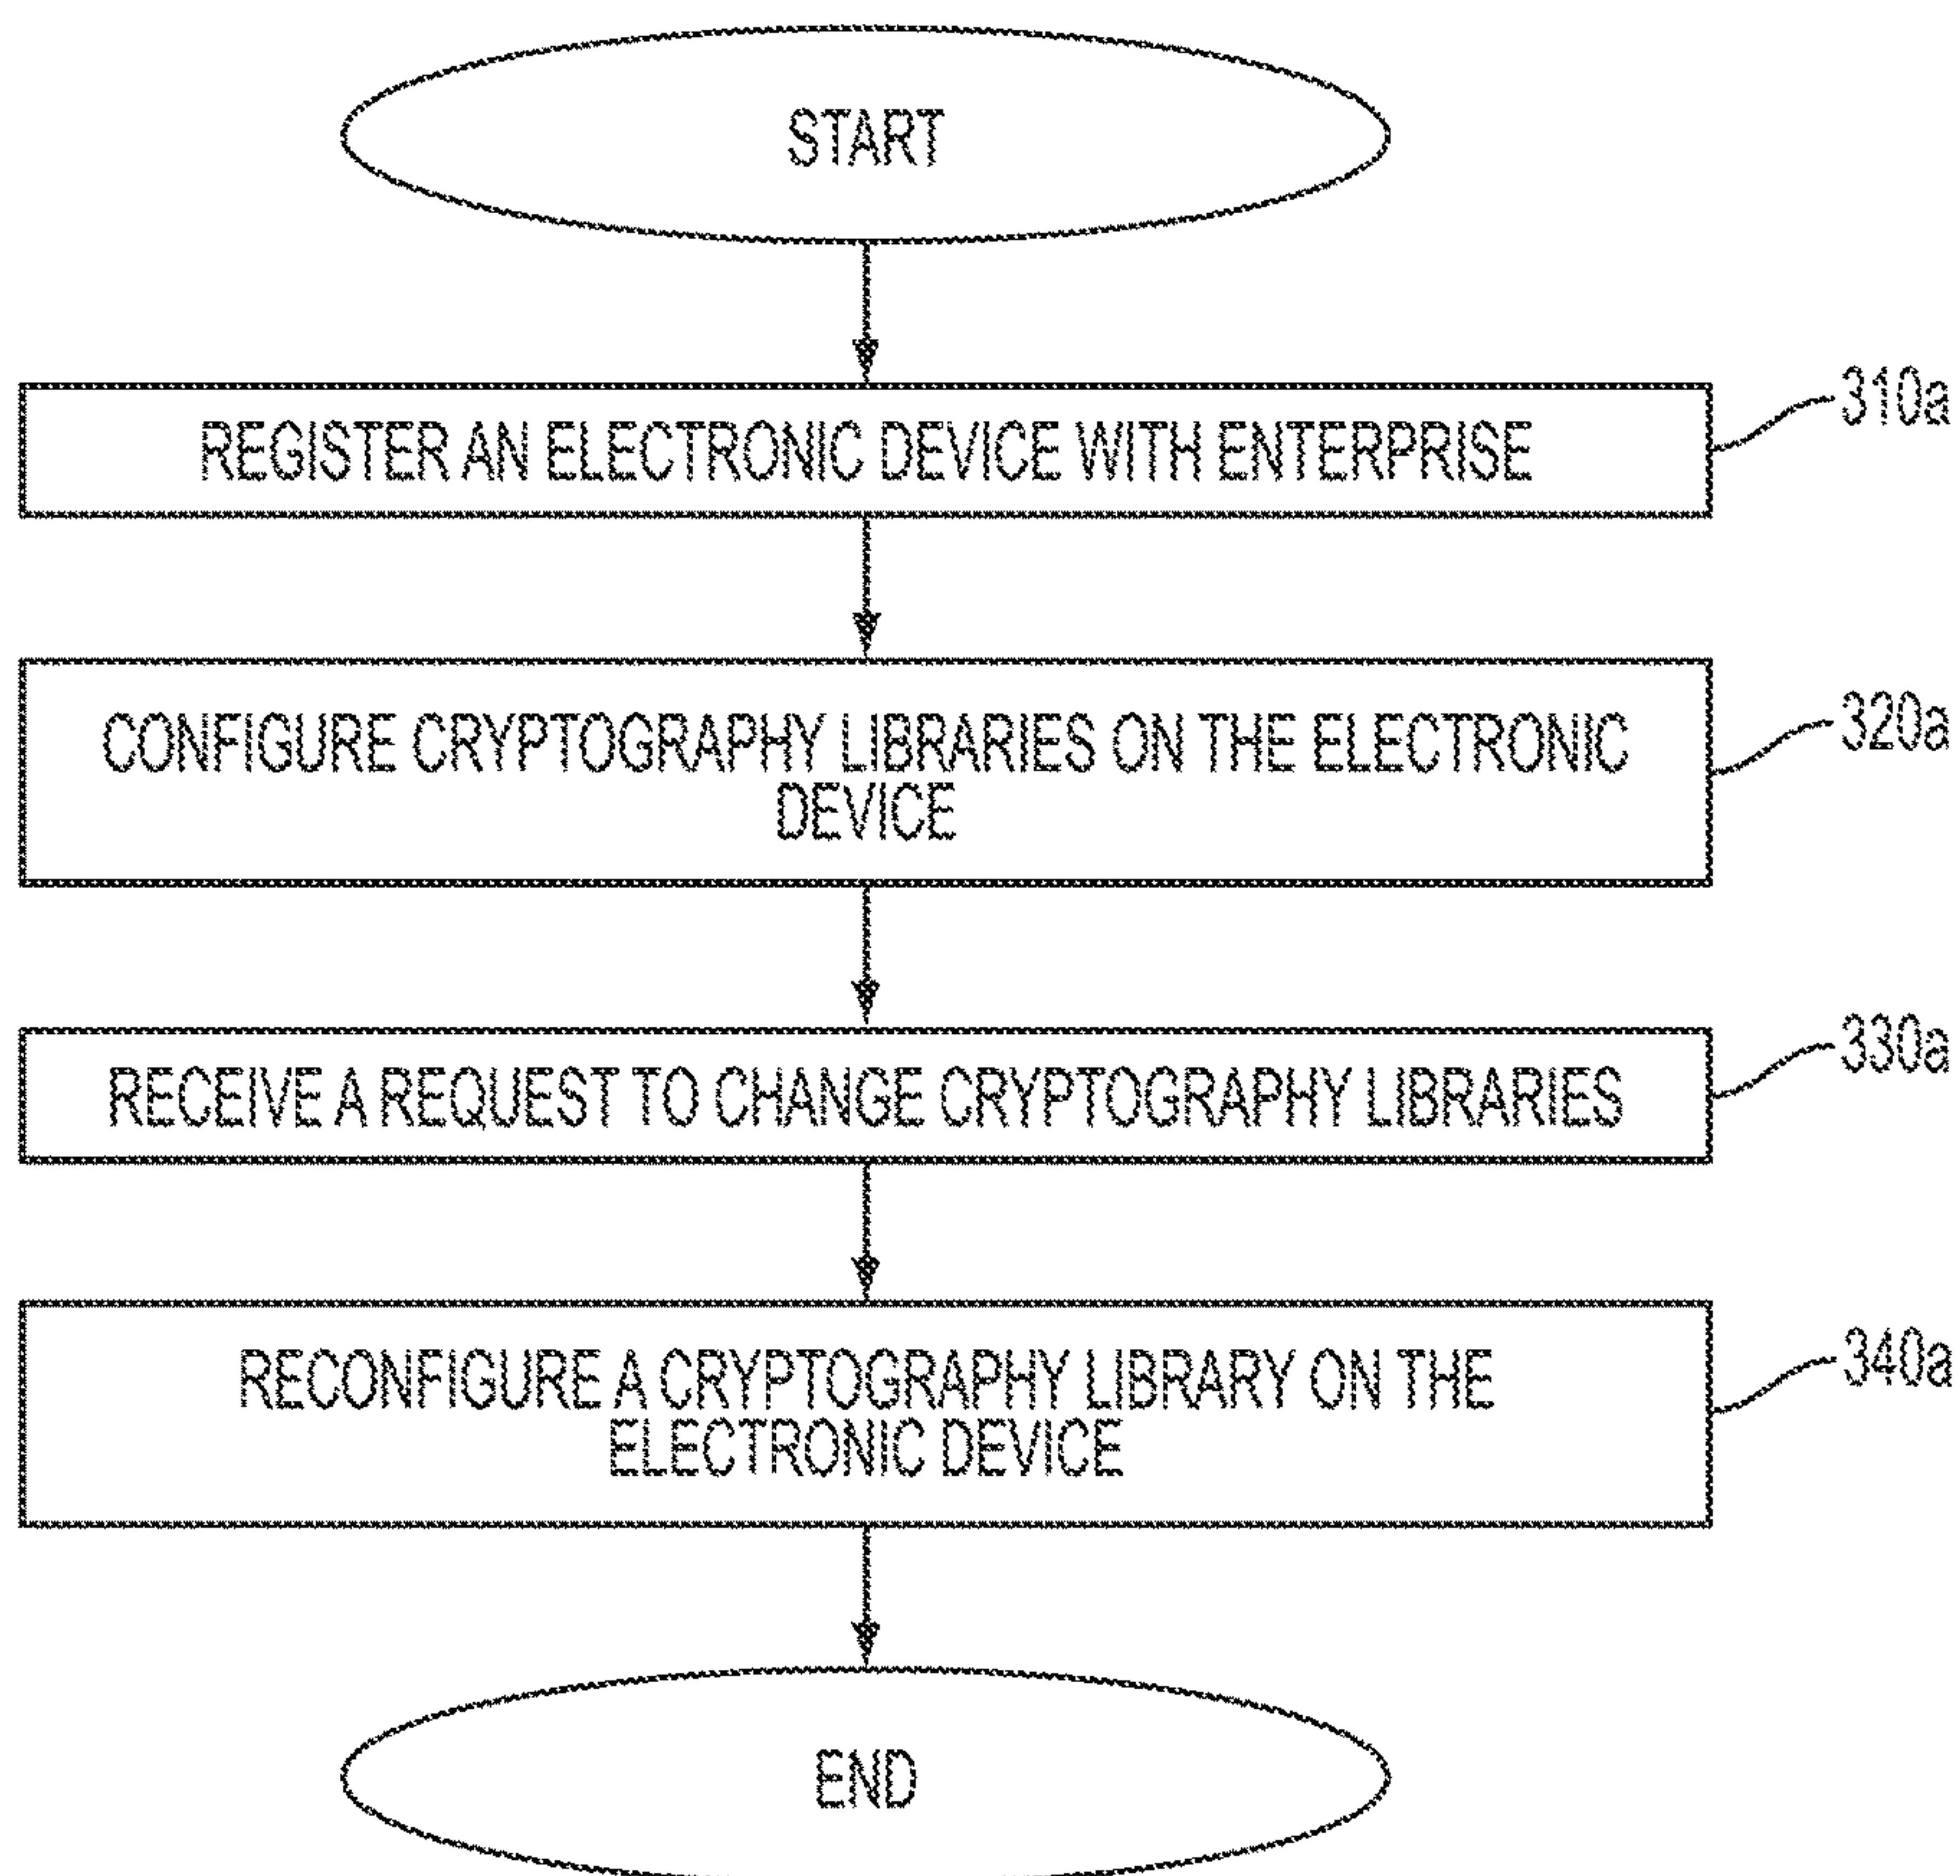 START
REGISTER AN ELECTRONIC DEVICE WITH ENTERPRISE
310a
CONFIGURE CRYPTOGRAPHY LIBRARIES ON THE ELECTRONIC
DEVICE
320a
RECEIVE A REQUEST TO CHANGE CRYPTOGRAPHY LIBRARIES
330a
RECONFIGURE A CRYPTOGRAPHY LIBRARY ON THE
ELECTRONIC DEVICE
340a
END